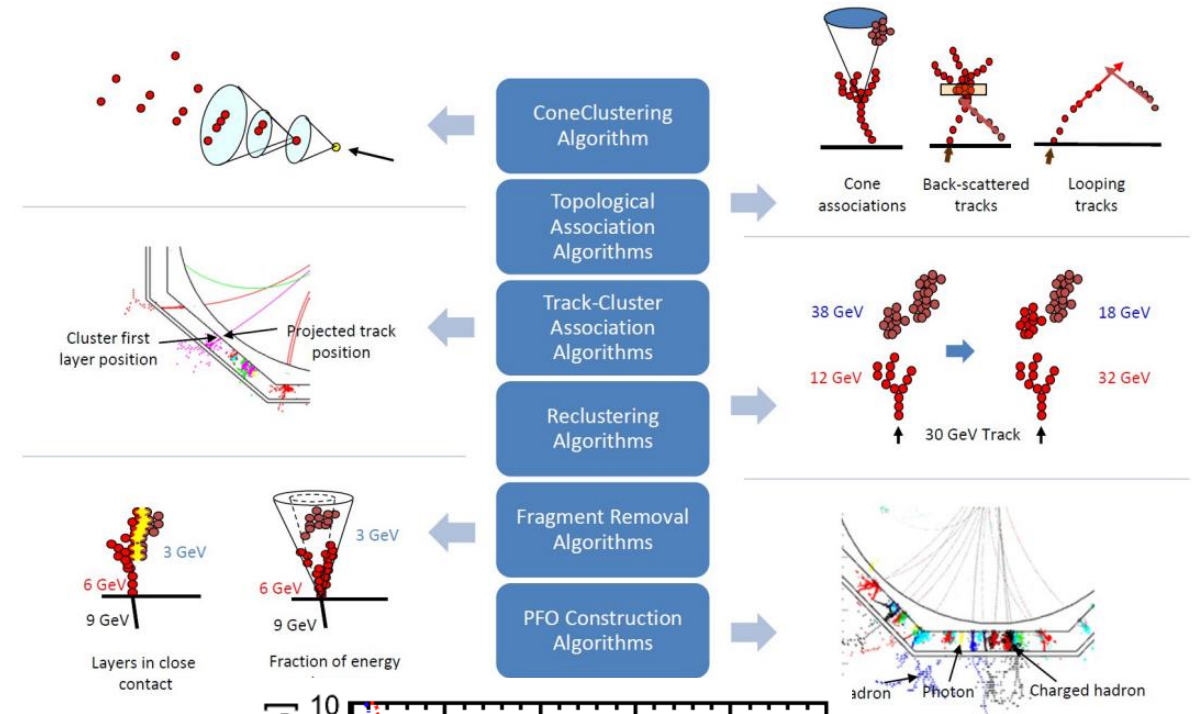 ConeClustering
Algorithm
Cone
associations
Back-scattered
tracks
Looping
tracks
Topological
Association
Algorithms
Track-Cluster
Association
Algorithms
Cluster first
layer position
Projected track
position
38 GeV
18 GeV
12 GeV
32 GeV
30 GeV Track
Reclustering
Algorithms
Fragment Removal
Algorithms
3 GeV
6 GeV
9 GeV
Layers in close
contact
3 GeV
6 GeV
9 GeV
Fraction of energy
PFO Construction
Algorithms
Photon
Charged hadron
10